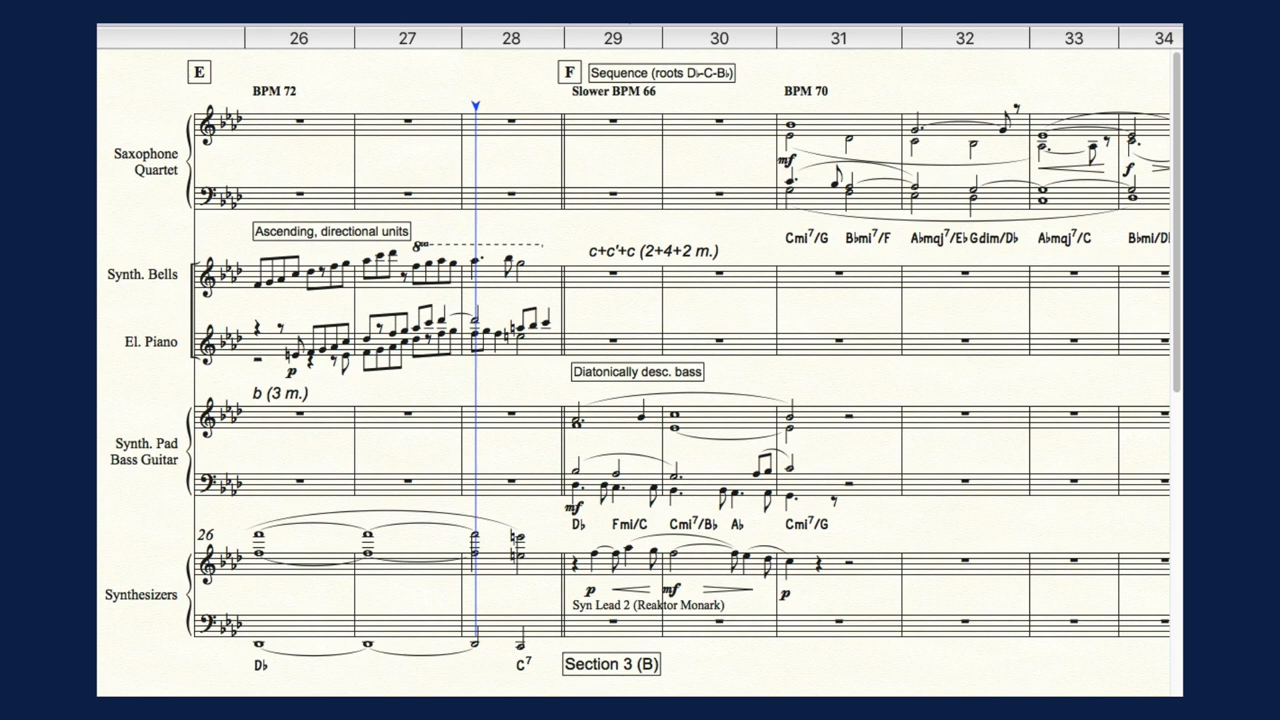 26 27 28 29 30 31 32 33 34
E F Sequence (roots D♭-C-B♭)
BPM 72 Slower BPM 66 BPM 70
Saxophone
Quartet
mf f
Cmi7/G B♭mi7/F A♭maj7/E♭ Gdim/D♭ A♭maj7/C B♭mi/D
Ascending, directional units
8va
c+c'+c (2+4+2 m.)
Synth. Bells
El. Piano
p
Diatonically desc. bass
b (3 m.)
Synth. Pad
Bass Guitar
mf
D♭ Fmi/C Cmi7/B♭ A♭ Cmi7/G
26
Synthesizers
p mf p
Syn Lead 2 (Reaktor Monark)
D♭ C7 Section 3 (B)